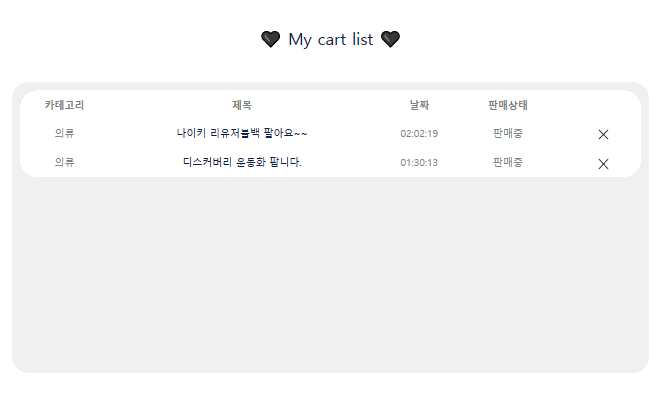 🖤 My cart list 🖤
카테고리 제목 날짜 판매상태
의류 나이키 리유저블백 팔아요~~ 02:02:19 판매중
의류 디스커버리 운동화 팝니다. 01:30:13 판매중